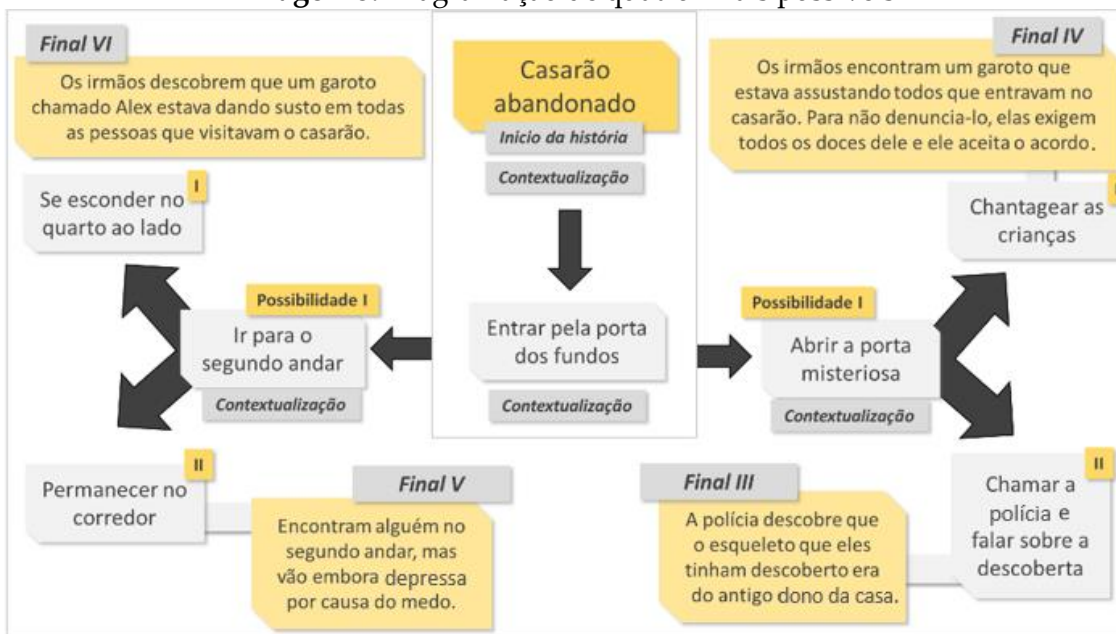 Final VI
Os irmãos descobrem que um garoto
chamado Alex estava dando susto em todas
as pessoas que visitavam o casarão.
I
Se esconder no
quarto ao lado
Possibilidade I
Ir para o
segundo andar
Contextualização
II
Permanecer no
corredor
Final V
Encontram alguém no
segundo andar, mas
vão embora depressa
por causa do medo.
Casarão
abandonado
Início da história
Contextualização
Entrar pela porta
dos fundos
Contextualização
Final IV
Os irmãos encontram um garoto que
estava assustando todos que entravam no
casarão. Para não denuncia-lo, elas exigem
todos os doces dele e ele aceita o acordo.
Chantagear as
crianças
Possibilidade I
Abrir a porta
misteriosa
Contextualização
II
Chamar a
polícia e
falar sobre a
descoberta
Final III
A polícia descobre que
o esqueleto que eles
tinham descoberto era
do antigo dono da casa.